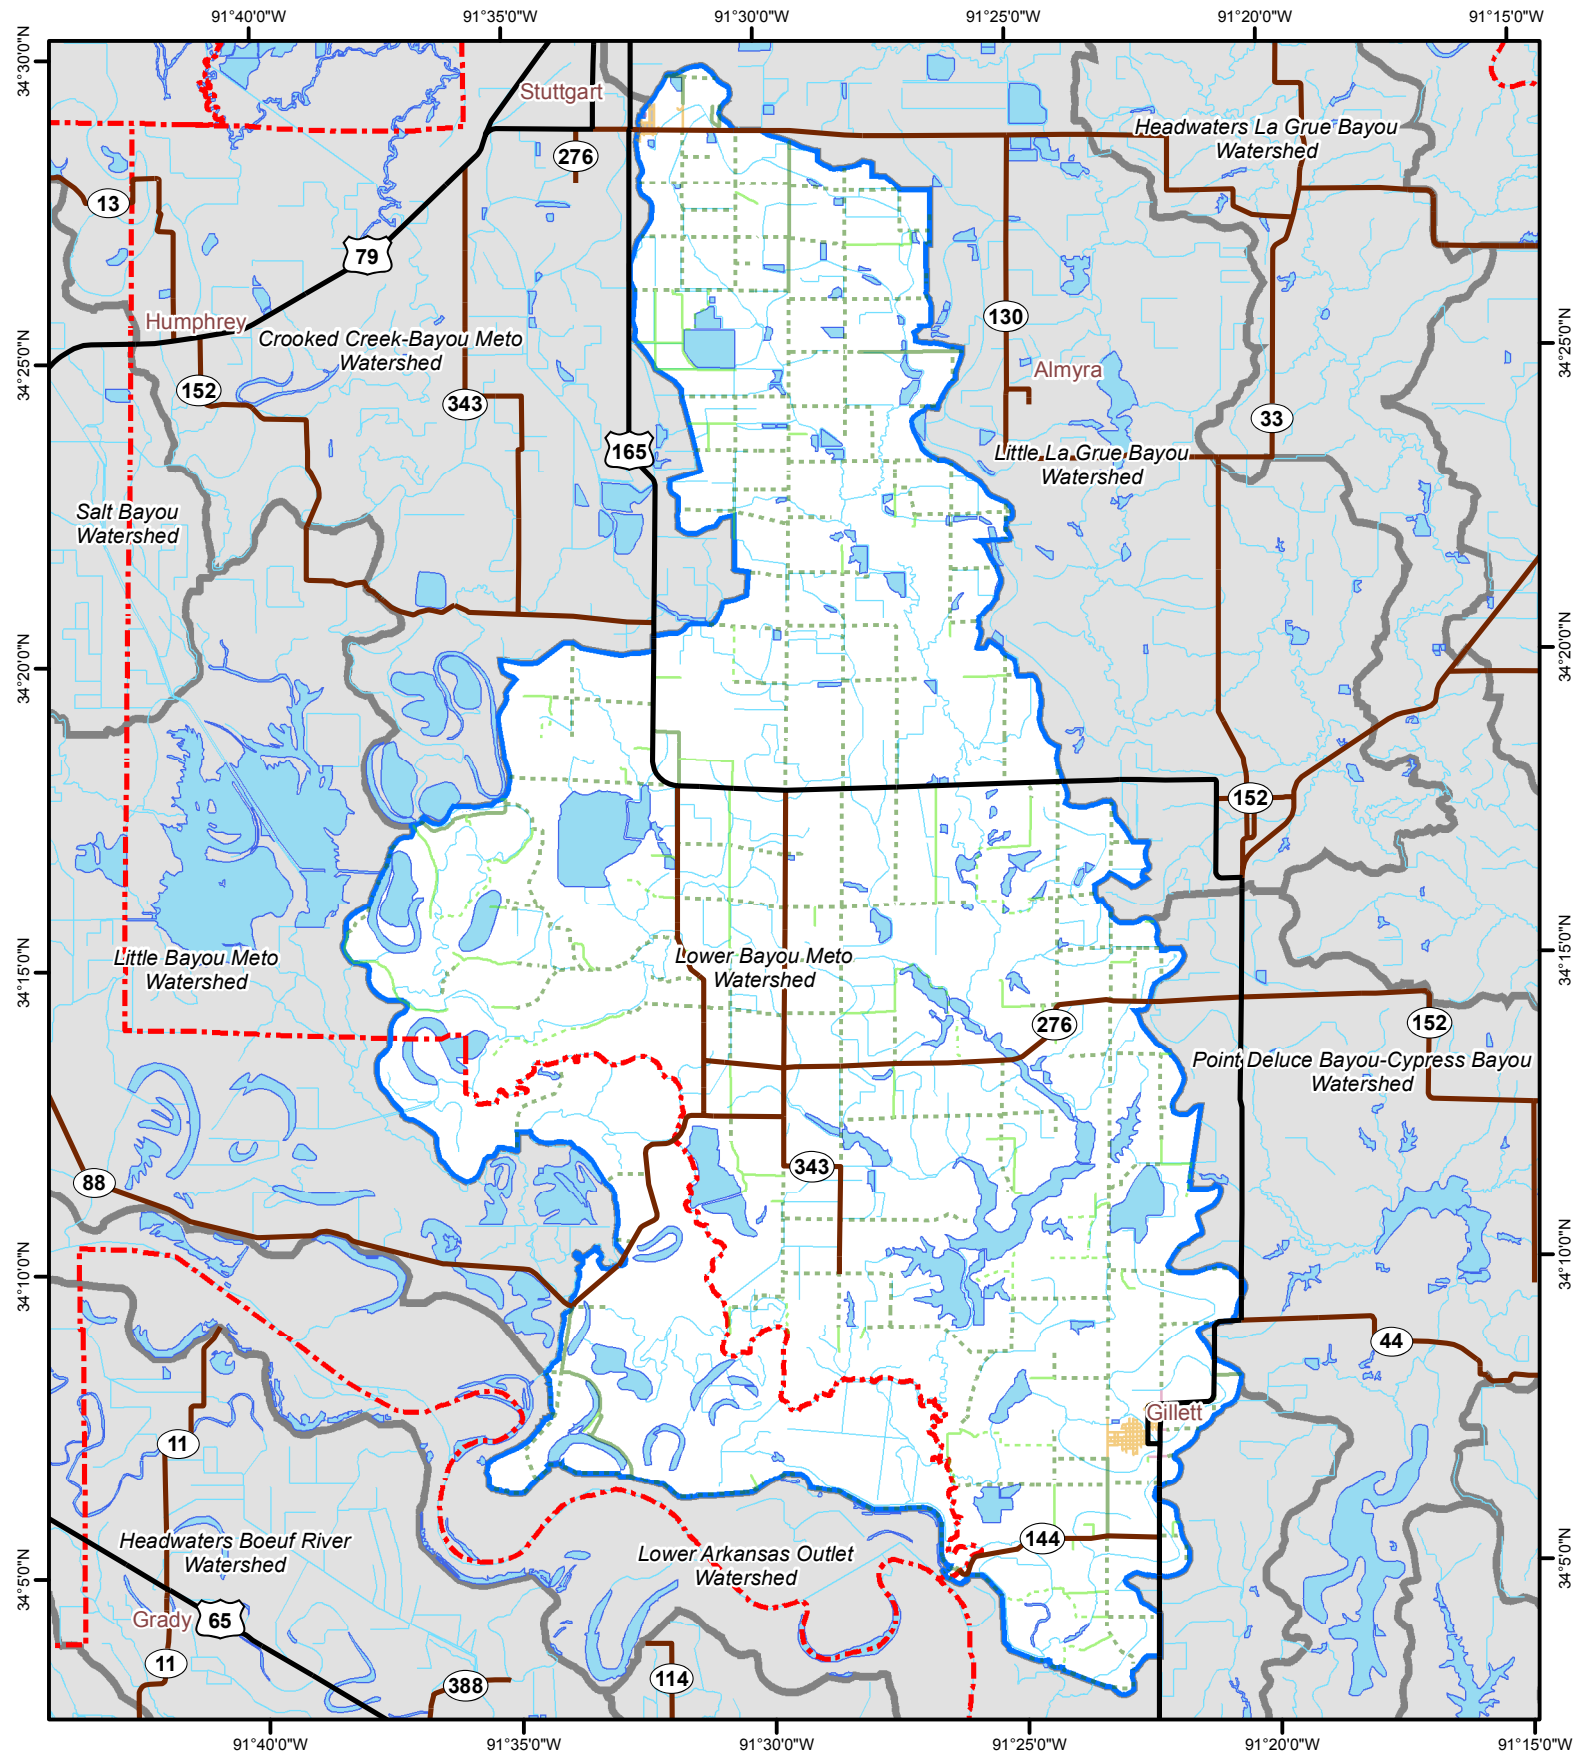 91°40'0"W
91°35'0"W
91°30'0"W
91°25'0"W
91°20'0"W
91°15'0"W
34°30'0"N
Stuttgart
Headwaters La Grue Bayou
Watershed
276
13
79
Humphrey
Crooked Creek-Bayou Meto
Watershed
130
34°25'0"N
34°25'0"N
Almyra
152
343
33
165
Little La Grue Bayou
Watershed
Salt Bayou
Watershed
34°20'0"N
34°20'0"N
152
Little Bayou Meto
Watershed
Lower Bayou Meto
Watershed
34°15'0"N
34°15'0"N
276
152
Point Deluce Bayou-Cypress Bayou
Watershed
88
343
34°10'0"N
34°10'0"N
44
Gillett
11
Headwaters Boeuf River
Watershed
144
Lower Arkansas Outlet
Watershed
34°5'0"N
34°5'0"N
Grady
65
11
388
114
91°40'0"W
91°35'0"W
91°30'0"W
91°25'0"W
91°20'0"W
91°15'0"W